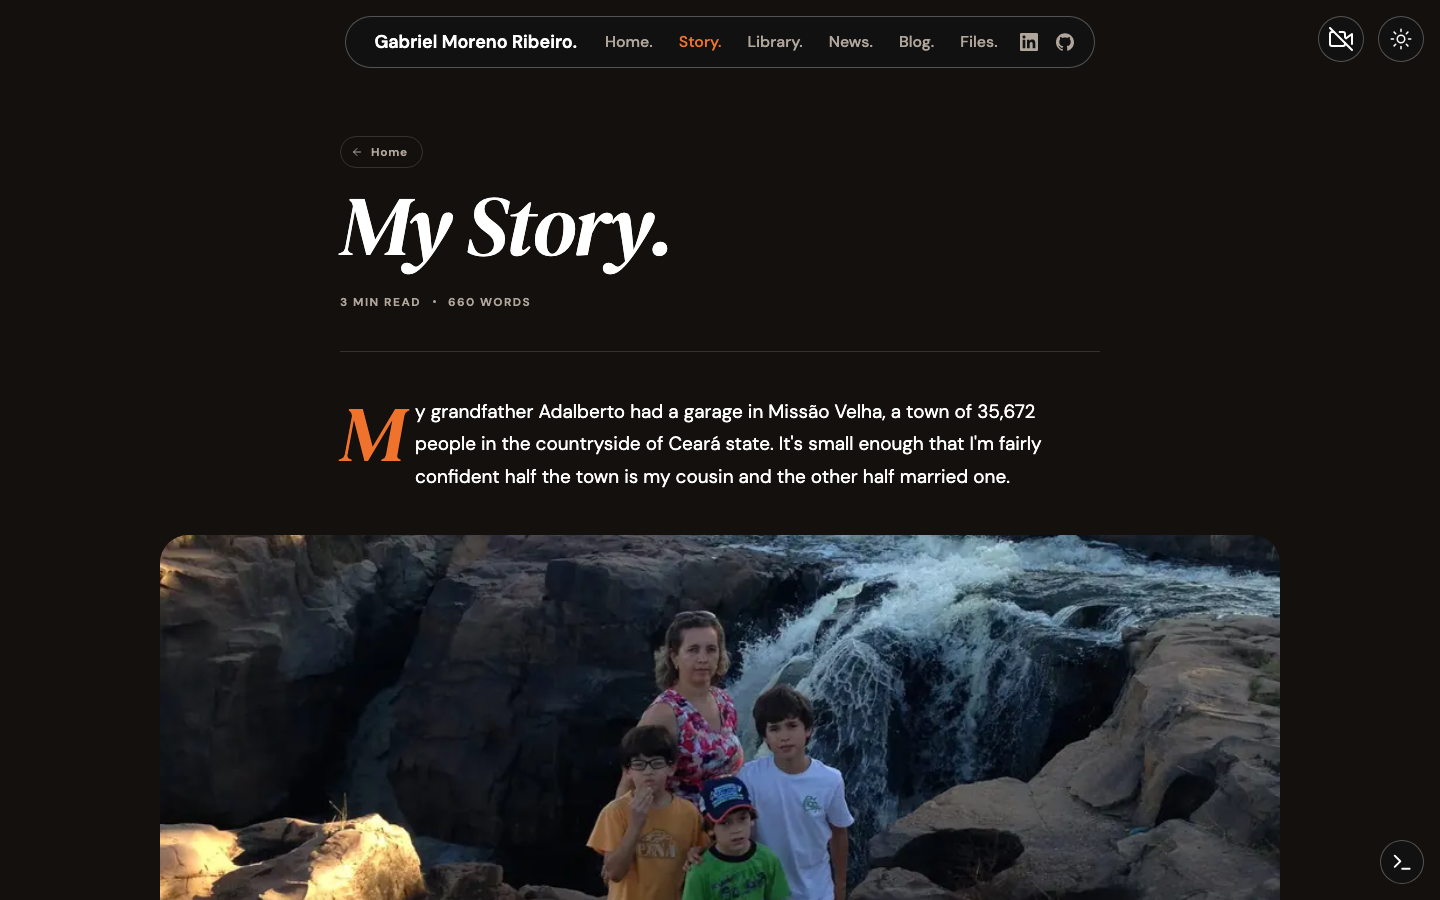 Gabriel Moreno Ribeiro. Home. Story. Library. News. Blog. Files.
Home
My Story.
3 MIN READ • 660 WORDS
My grandfather Adalberto had a garage in Missão Velha, a town of 35,672
people in the countryside of Ceará state. It's small enough that I'm fairly
confident half the town is my cousin and the other half married one.